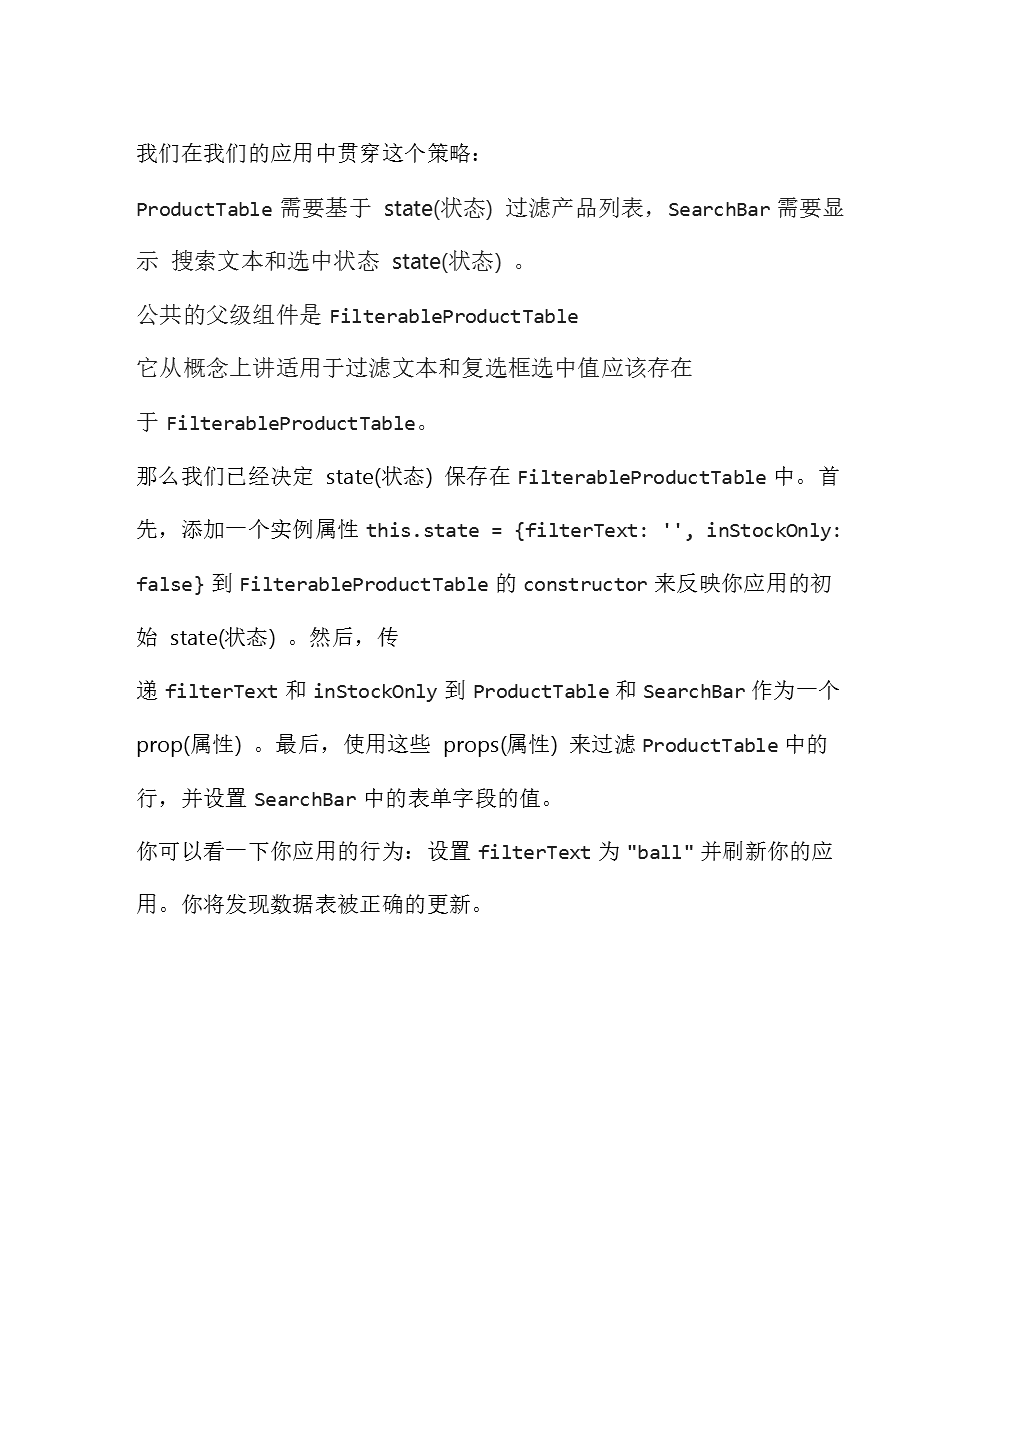 我们在我们的应用中贯穿这个策略：
ProductTable 需要基于 state(状态) 过滤产品列表，SearchBar 需要显
示 搜索文本和选中状态 state(状态) 。
公共的父级组件是 FilterableProductTable
它从概念上讲适用于过滤文本和复选框选中值应该存在
于 FilterableProductTable。
那么我们已经决定 state(状态) 保存在 FilterableProductTable 中。首
先，添加一个实例属性 this.state = {filterText: '', inStockOnly:
false} 到 FilterableProductTable 的 constructor 来反映你应用的初
始 state(状态) 。然后，传
递 filterText 和 inStockOnly 到 ProductTable 和 SearchBar 作为一个
prop(属性) 。最后，使用这些 props(属性) 来过滤 ProductTable 中的
行，并设置 SearchBar 中的表单字段的值。
你可以看一下你应用的行为：设置 filterText 为 "ball" 并刷新你的应
用。你将发现数据表被正确的更新。